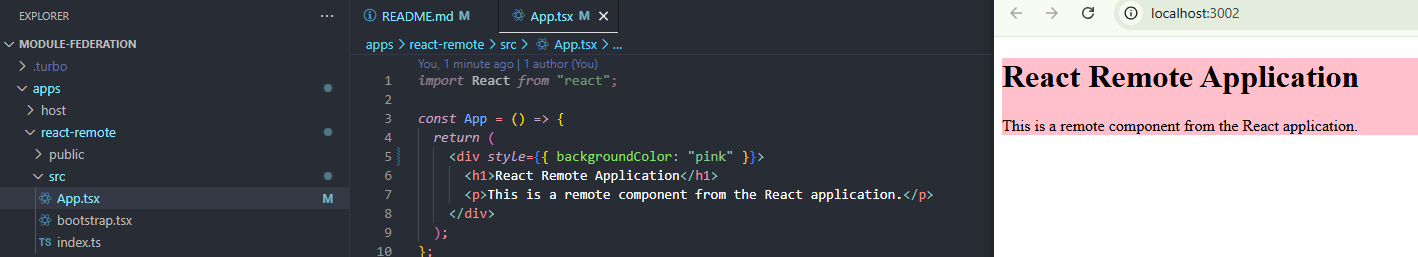 EXPLORER
MODULE-FEDERATION
.turbo
apps
host
react-remote
public
src
App.tsx M
bootstrap.tsx
TS index.ts
README.md M App.tsx M
apps > react-remote > src > App.tsx > ...
You, 1 minute ago | 1 author (You)
1 import React from "react";
2
3 const App = () => {
4 return (
5 <div style={{ backgroundColor: "pink" }}>
6 <h1>React Remote Application</h1>
7 <p>This is a remote component from the React application.</p>
8 </div>
9 );
10 };
localhost:3002
React Remote Application
This is a remote component from the React application.